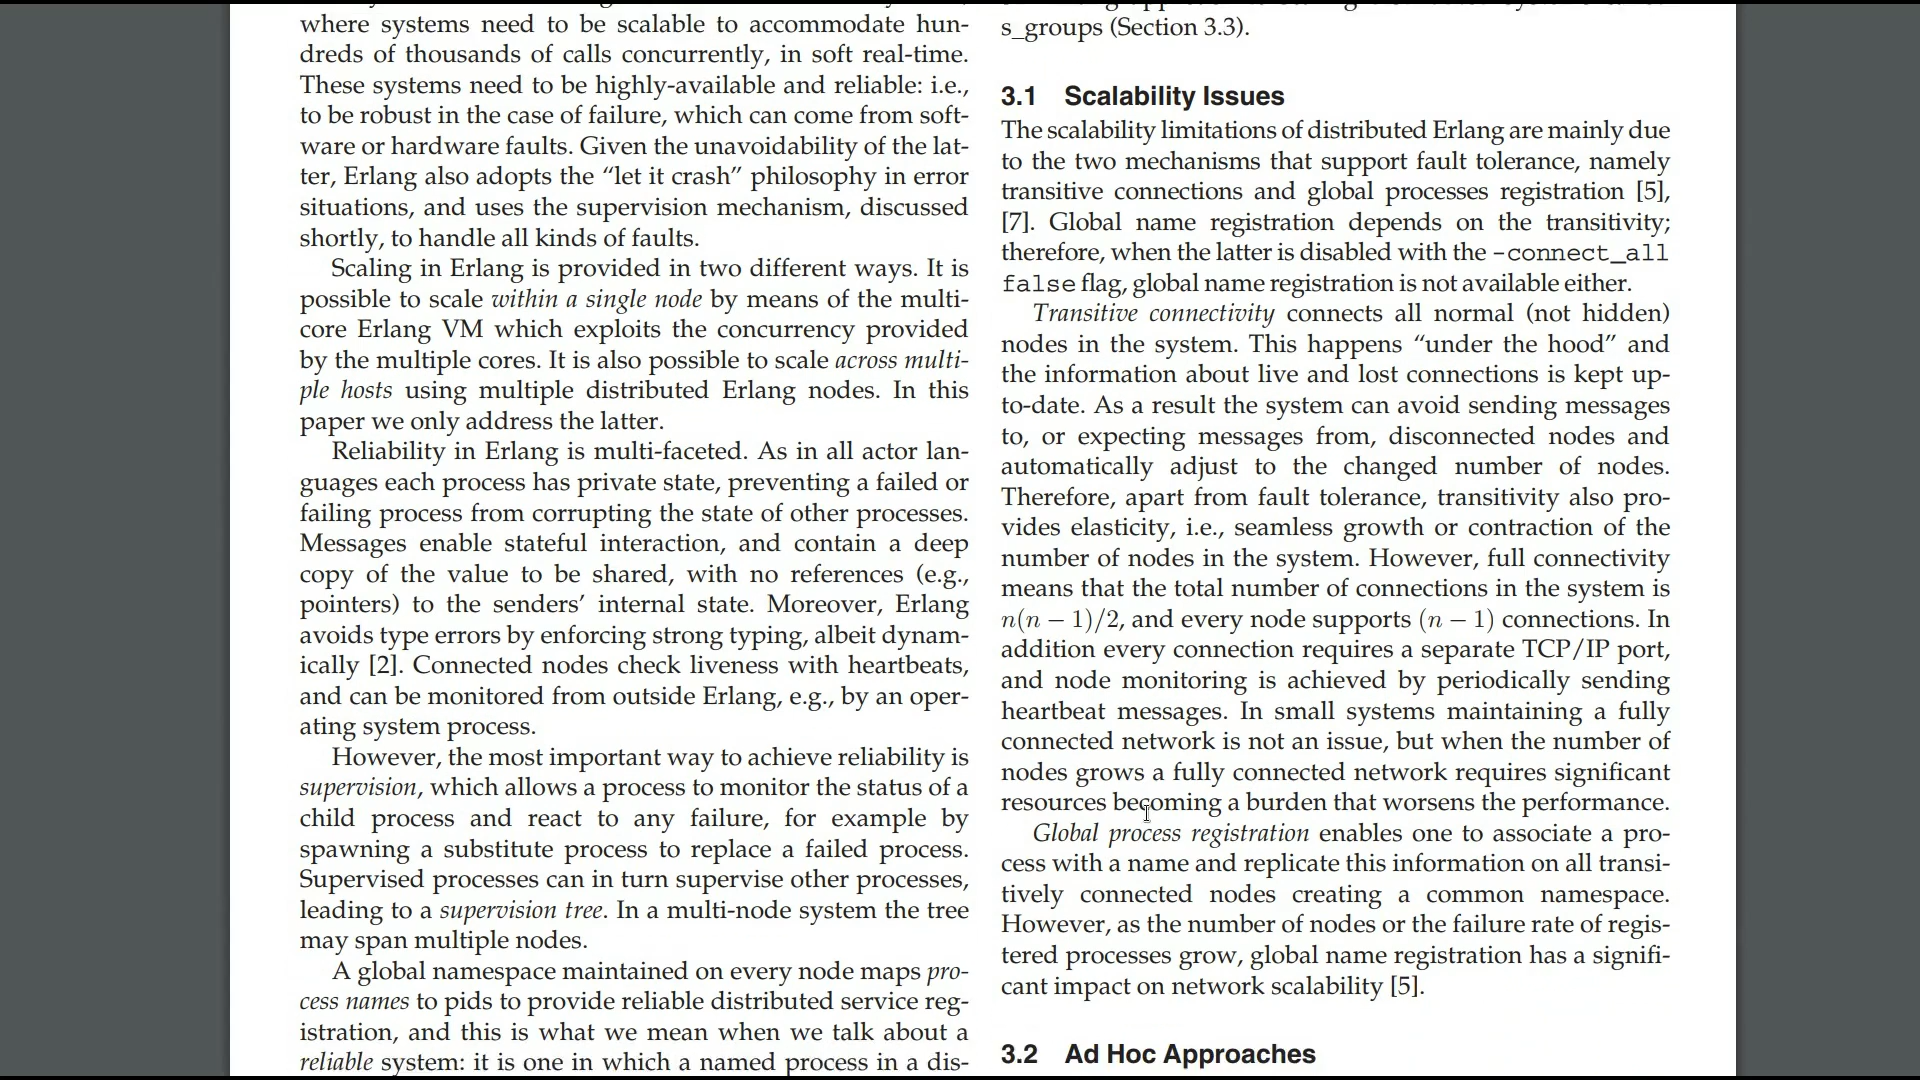 where systems need to be scalable to accommodate hun-
dreds of thousands of calls concurrently, in soft real-time.
These systems need to be highly-available and reliable: i.e.,
to be robust in the case of failure, which can come from soft-
ware or hardware faults. Given the unavoidability of the lat-
ter, Erlang also adopts the “let it crash” philosophy in error
situations, and uses the supervision mechanism, discussed
shortly, to handle all kinds of faults.
Scaling in Erlang is provided in two different ways. It is
possible to scale within a single node by means of the multi-
core Erlang VM which exploits the concurrency provided
by the multiple cores. It is also possible to scale across multi-
ple hosts using multiple distributed Erlang nodes. In this
paper we only address the latter.
Reliability in Erlang is multi-faceted. As in all actor lan-
guages each process has private state, preventing a failed or
failing process from corrupting the state of other processes.
Messages enable stateful interaction, and contain a deep
copy of the value to be shared, with no references (e.g.,
pointers) to the senders’ internal state. Moreover, Erlang
avoids type errors by enforcing strong typing, albeit dynam-
ically [2]. Connected nodes check liveness with heartbeats,
and can be monitored from outside Erlang, e.g., by an oper-
ating system process.
However, the most important way to achieve reliability is
supervision, which allows a process to monitor the status of a
child process and react to any failure, for example by
spawning a substitute process to replace a failed process.
Supervised processes can in turn supervise other processes,
leading to a supervision tree. In a multi-node system the tree
may span multiple nodes.
A global namespace maintained on every node maps pro-
cess names to pids to provide reliable distributed service reg-
istration, and this is what we mean when we talk about a
reliable system: it is one in which a named process in a dis-
s_groups (Section 3.3).
3.1 Scalability Issues
The scalability limitations of distributed Erlang are mainly due
to the two mechanisms that support fault tolerance, namely
transitive connections and global processes registration [5],
[7]. Global name registration depends on the transitivity;
therefore, when the latter is disabled with the -connect_all
false flag, global name registration is not available either.
Transitive connectivity connects all normal (not hidden)
nodes in the system. This happens “under the hood” and
the information about live and lost connections is kept up-
to-date. As a result the system can avoid sending messages
to, or expecting messages from, disconnected nodes and
automatically adjust to the changed number of nodes.
Therefore, apart from fault tolerance, transitivity also pro-
vides elasticity, i.e., seamless growth or contraction of the
number of nodes in the system. However, full connectivity
means that the total number of connections in the system is
n(n − 1)/2, and every node supports (n − 1) connections. In
addition every connection requires a separate TCP/IP port,
and node monitoring is achieved by periodically sending
heartbeat messages. In small systems maintaining a fully
connected network is not an issue, but when the number of
nodes grows a fully connected network requires significant
resources becoming a burden that worsens the performance.
Global process registration enables one to associate a pro-
cess with a name and replicate this information on all transi-
tively connected nodes creating a common namespace.
However, as the number of nodes or the failure rate of regis-
tered processes grow, global name registration has a signifi-
cant impact on network scalability [5].
3.2 Ad Hoc Approaches